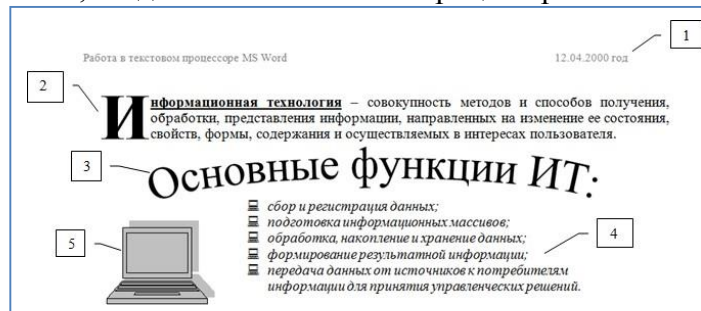 1
Работа в текстовом процессоре MS Word 12.04.2000 год
2
Информационная технология – совокупность методов и способов получения,
обработки, представления информации, направленных на изменение ее состояния,
свойств, формы, содержания и осуществляемых в интересах пользователя.
3
Основные функции ИТ:
сбор и регистрация данных;
подготовка информационных массивов;
5
обработка, накопление и хранение данных;
4
формирование результатной информации;
передача данных от источников к потребителям
информации для принятия управленческих решений.